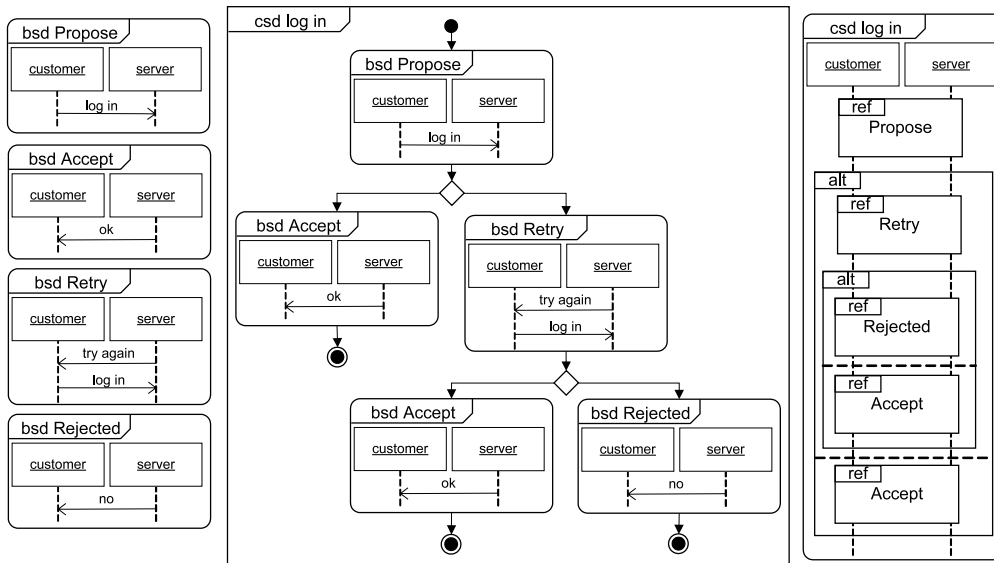 bsd Propose
customer server
log in
bsd Accept
customer server
ok
bsd Retry
customer server
try again
log in
bsd Rejected
customer server
no
csd log in
bsd Propose
customer server
log in
bsd Accept
customer server
ok
bsd Retry
customer server
try again
log in
bsd Accept
customer server
ok
bsd Rejected
customer server
no
csd log in
customer server
ref
Propose
alt
ref
Retry
alt
ref
Rejected
ref
Accept
ref
Accept